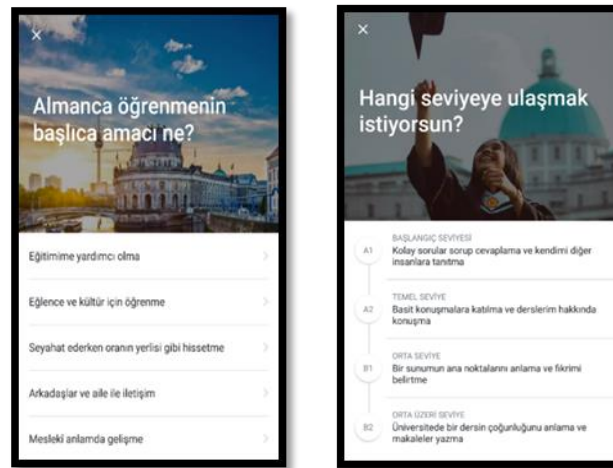 ×
Almanca öğrenmenin
başlıca amacı ne?
Eğitimime yardımcı olma
Eğlence ve kültür için öğrenme
Seyahat ederken oranın yerlisi gibi hissetme
Arkadaşlar ve aile ile iletişim
Mesleki anlamda gelişme
×
Hangi seviyeye ulaşmak
istiyorsun?
BAŞLANGIÇ SEVİYESİ
A1 Kolay sorular sorup cevaplama ve kendimi diğer
insanlara tanıtma
TEMEL SEVİYE
A2 Basit konuşmalara katılma ve derslerim hakkında
konuşma
ORTA SEVİYE
B1 Bir sunumun ana noktalarını anlama ve fikrimi
belirtme
ORTA ÜZERİ SEVİYE
B2 Üniversitede bir dersin çoğunluğunu anlama ve
makaleler yazma